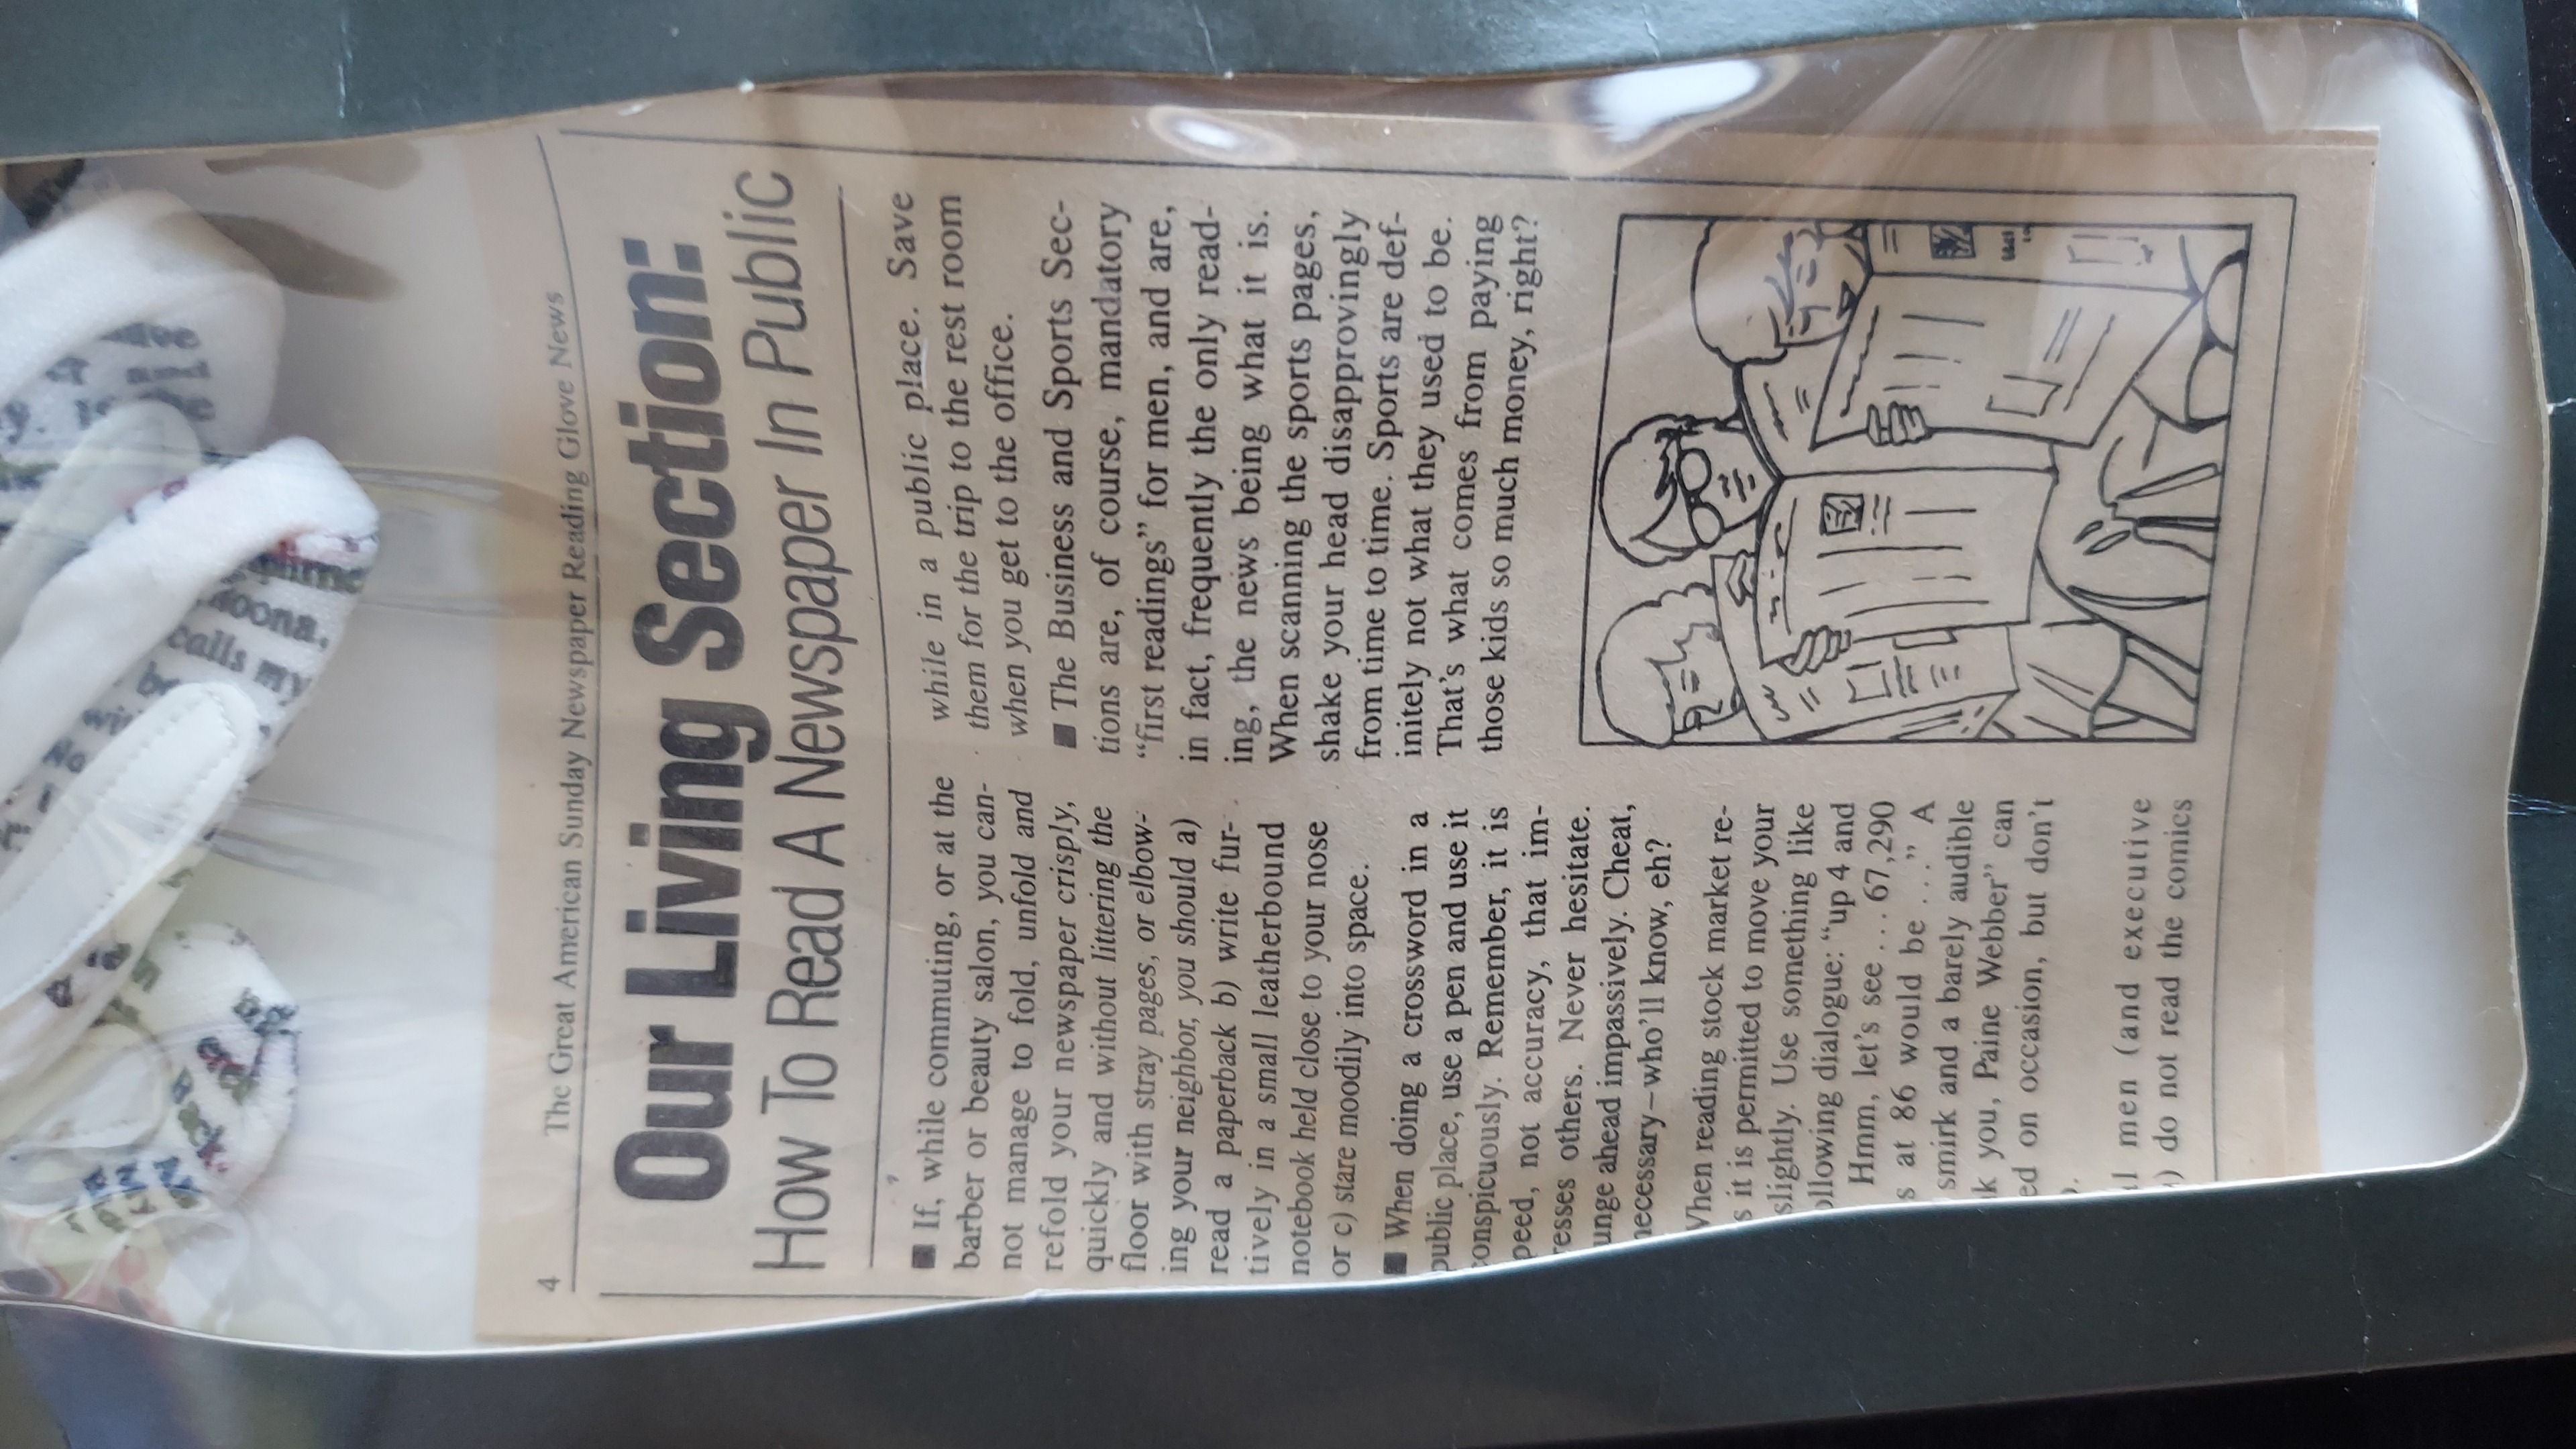 4
The Great American Sunday Newspaper Reading Glove News
Our Living Section:
How To Read A Newspaper In Public
■ If, while commuting, or at the
barber or beauty salon, you can-
not manage to fold, unfold and
refold your newspaper crisply,
quickly and without littering the
floor with stray pages, or elbow-
ing your neighbor, you should a)
read a paperback b) write fur-
tively in a small leatherbound
notebook held close to your nose
or c) stare moodily into space.
■ When doing a crossword in a
public place, use a pen and use it
conspicuously. Remember, it is
peed, not accuracy, that im-
resses others. Never hesitate.
unge ahead impassively. Cheat,
necessary–who'll know, eh?
When reading stock market re-
s it is permitted to move your
slightly. Use something like
ollowing dialogue: "up 4 and
Hmm, let's see . . . 67,290
s at 86 would be . . . ." A
smirk and a barely audible
k you, Paine Webber" can
ed on occasion, but don't
l men (and executive
) do not read the comics
while in a public place. Save
them for the trip to the rest room
when you get to the office.
■ The Business and Sports Sec-
tions are, of course, mandatory
"first readings" for men, and are,
in fact, frequently the only read-
ing, the news being what it is.
When scanning the sports pages,
shake your head disapprovingly
from time to time. Sports are def-
initely not what they used to be.
That's what comes from paying
those kids so much money, right?
doona.
calls my